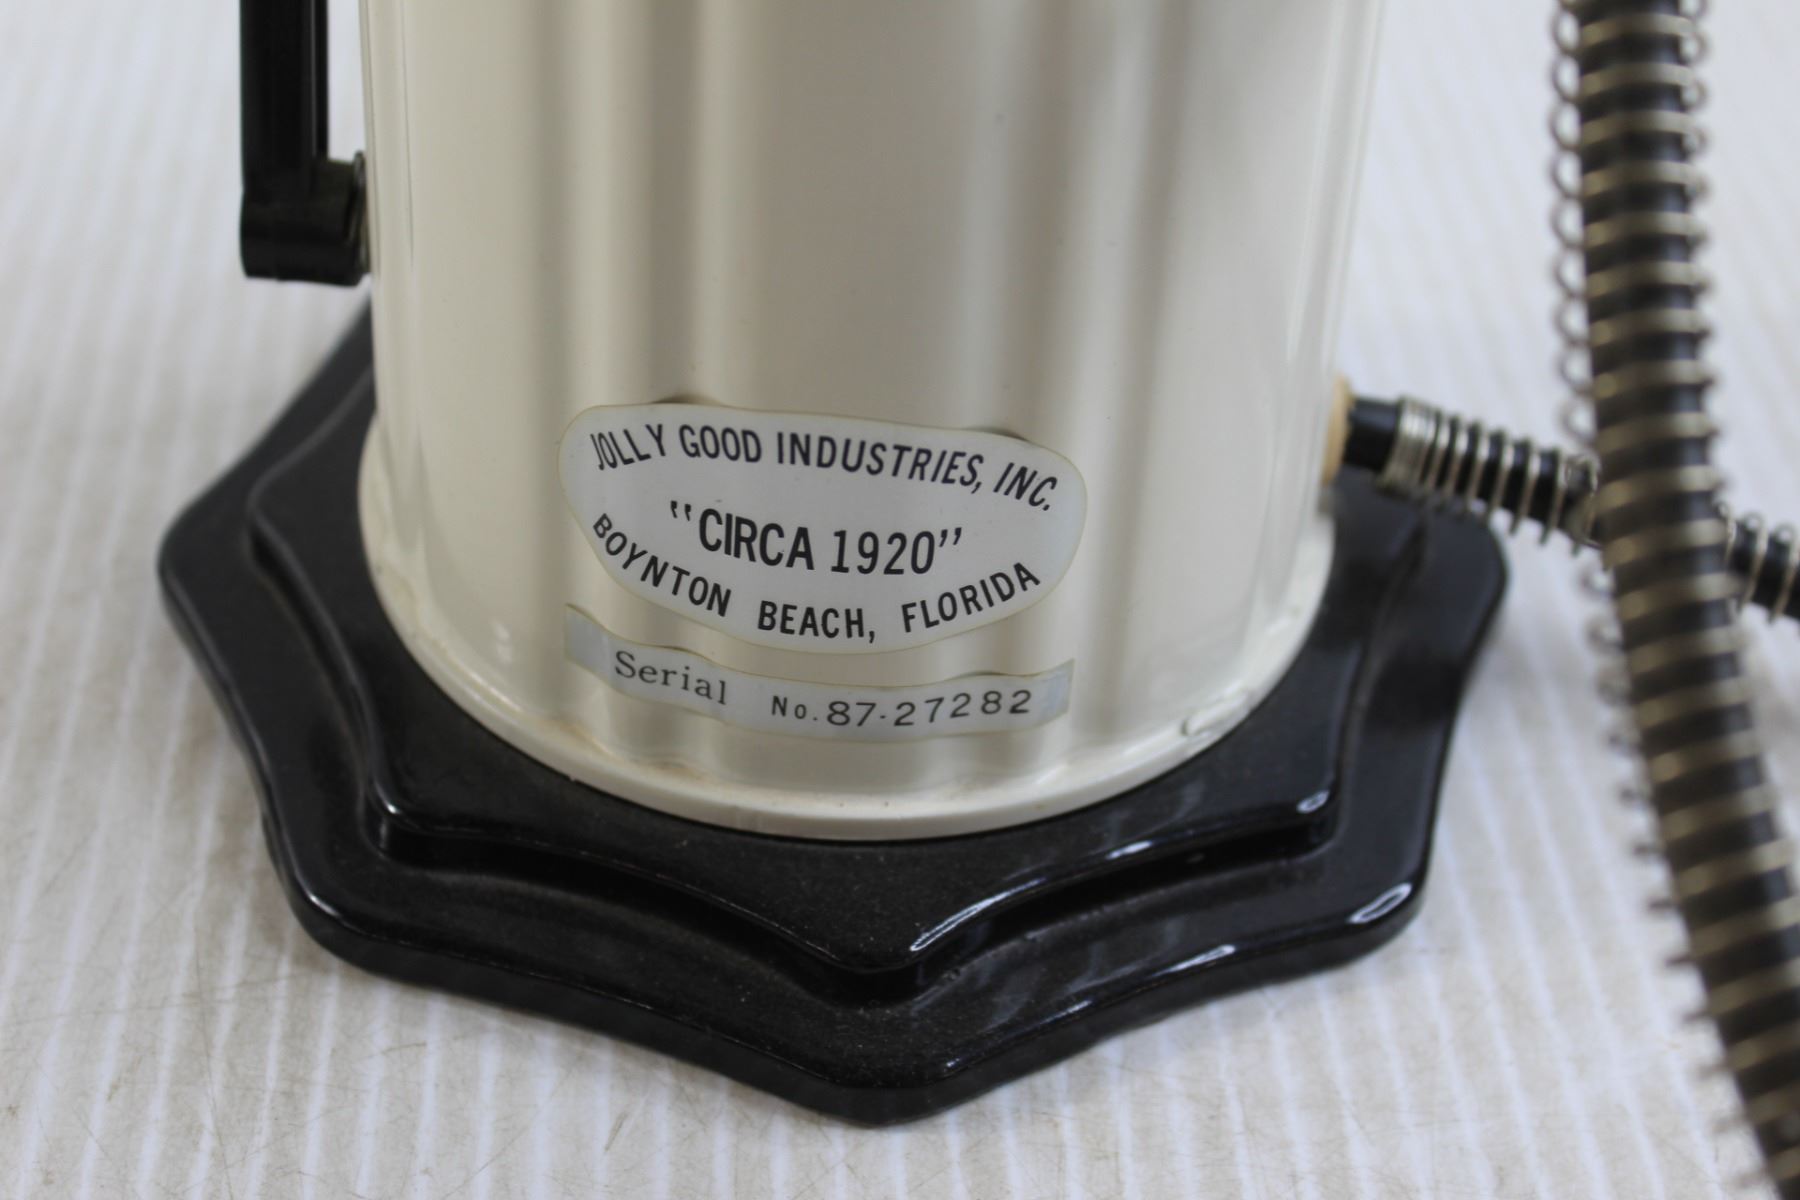 JOLLY GOOD INDUSTRIES, INC.
"CIRCA 1920"
BOYNTON BEACH, FLORIDA
Serial No. 87-27282